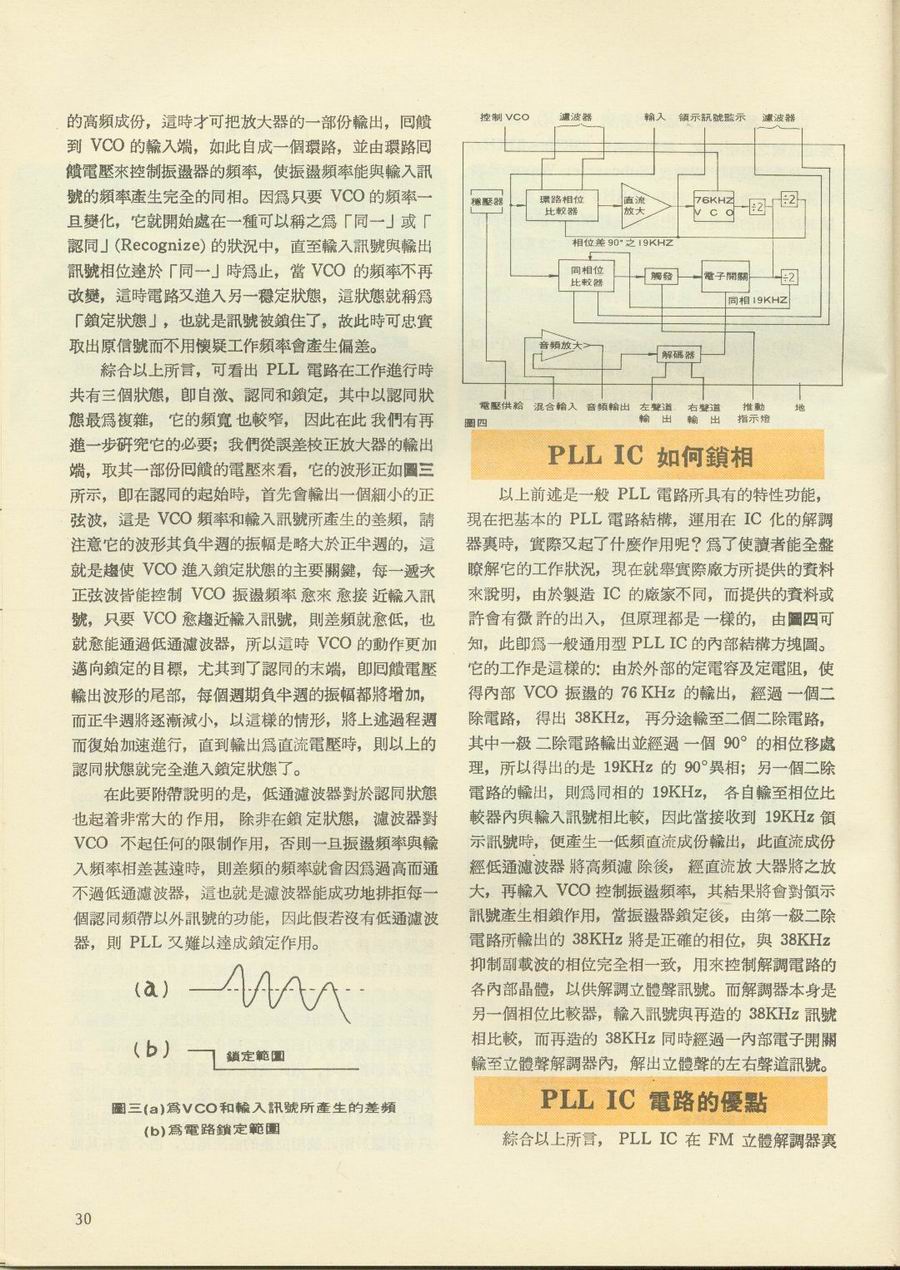 的高頻成份，這時才可把放大器的一部份輸出，回饋
到 VCO 的輸入端，如此自成一個環路，並由環路回
饋電壓來控制振盪器的頻率，使振盪頻率能與輸入訊
號的頻率產生完全的同相。因爲只要 VCO 的頻率一
旦變化，它就開始處在一種可以稱之爲「同一」或「
認同」(Recognize) 的狀況中，直至輸入訊號與輸出
訊號相位達於「同一」時爲止，當 VCO 的頻率不再
改變，這時電路又進入另一穩定狀態，這狀態就稱爲
「鎖定狀態」，也就是訊號被鎖住了，故此時可忠實
取出原信號而不用懷疑工作頻率會產生偏差。
綜合以上所言，可看出 PLL 電路在工作進行時
共有三個狀態，卽自激、認同和鎖定，其中以認同狀
態最爲複雜，它的頻寬也較窄，因此在此我們有再
進一步研究它的必要；我們從誤差校正放大器的輸出
端，取其一部份回饋的電壓來看，它的波形正如圖三
所示，卽在認同的起始時，首先會輸出一個細小的正
弦波，這是 VCO 頻率和輸入訊號所產生的差頻，請
注意它的波形其負半週的振幅是略大於正半週的，這
就是趨使 VCO 進入鎖定狀態的主要關鍵，每一遞次
正弦波皆能控制 VCO 振盪頻率愈來愈接近輸入訊
號，只要 VCO 愈趨近輸入訊號，則差頻就愈低，也
就愈能通過低通濾波器，所以這時 VCO 的動作更加
邁向鎖定的目標，尤其到了認同的末端，卽回饋電壓
輸出波形的尾部，每個週期負半週的振幅都將增加，
而正半週將逐漸減小，以這樣的情形，將上述過程週
而復始加速進行，直到輸出爲直流電壓時，則以上的
認同狀態就完全進入鎖定狀態了。
在此要附帶說明的是，低通濾波器對於認同狀態
也起着非常大的作用，除非在鎖定狀態，濾波器對
VCO 不起任何的限制作用，否則一旦振盪頻率與輸
入頻率相差甚遠時，則差頻的頻率就會因爲過高而通
不過低通濾波器，這也就是濾波器能成功地排拒每一
個認同頻帶以外訊號的功能，因此假若沒有低通濾波
器，則 PLL 又難以達成鎖定作用。
(a)
(b) 鎖定範圍
圖三(a)爲VCO和輸入訊號所產生的差頻
(b)爲電路鎖定範圍
30
控制 VCO 濾波器 輸入 領示訊號監示 濾波器
穩壓器
環路相位
比較器
直流
放大
76KHZ
V C O
÷2
÷2
相位差90°之19KHZ
同相位
比較器
觸發
電子開關
÷2
同相19KHZ
音頻放大
解碼器
電壓供給 混合輸入 音頻輸出 左聲道 右聲道 推動 地
輸 出 輸 出 指示燈
圖四
PLL IC 如何鎖相
以上前述是一般 PLL 電路所具有的特性功能，
現在把基本的 PLL 電路結構，運用在 IC 化的解調
器裏時，實際又起了什麼作用呢？爲了使讀者能全盤
瞭解它的工作狀況，現在就舉實際廠方所提供的資料
來說明，由於製造 IC 的廠家不同，而提供的資料或
許會有微許的出入，但原理都是一樣的，由圖四可
知，此卽爲一般通用型 PLL IC 的內部結構方塊圖。
它的工作是這樣的：由於外部的定電容及定電阻，使
得內部 VCO 振盪的 76 KHz 的輸出，經過一個二
除電路，得出 38KHz，再分途輸至二個二除電路，
其中一級二除電路輸出並經過一個 90° 的相位移處
理，所以得出的是 19KHz 的 90°異相；另一個二除
電路的輸出，則爲同相的 19KHz，各自輸至相位比
較器內與輸入訊號相比較，因此當接收到 19KHz 領
示訊號時，便產生一低頻直流成份輸出，此直流成份
經低通濾波器將高頻濾除後，經直流放大器將之放
大，再輸入 VCO 控制振盪頻率，其結果將會對領示
訊號產生相鎖作用，當振盪器鎖定後，由第一級二除
電路所輸出的 38KHz 將是正確的相位，與 38KHz
抑制副載波的相位完全相一致，用來控制解調電路的
各內部晶體，以供解調立體聲訊號。而解調器本身是
另一個相位比較器，輸入訊號與再造的 38KHz 訊號
相比較，而再造的 38KHz 同時經過一內部電子開關
輸至立體聲解調器內，解出立體聲的左右聲道訊號。
PLL IC 電路的優點
綜合以上所言，PLL IC 在 FM 立體解調器裏